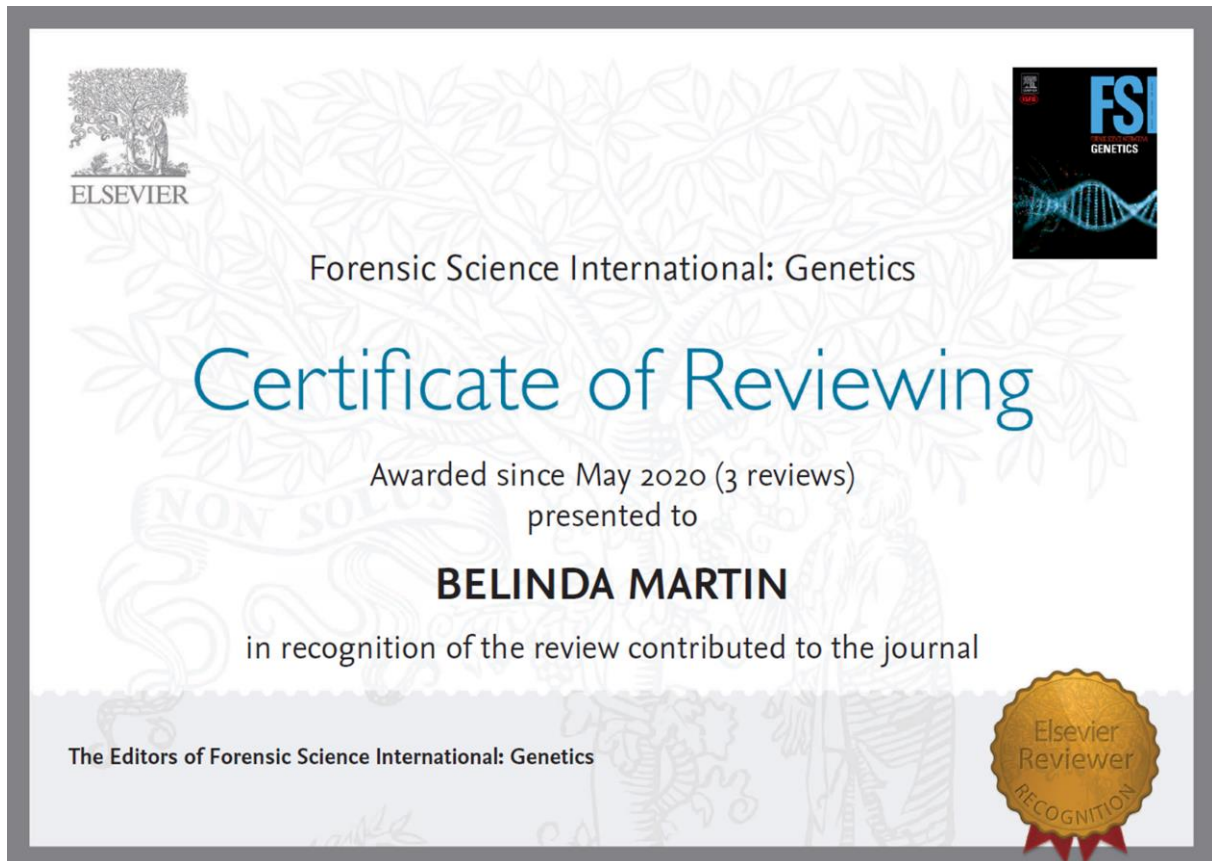 ELSEVIER
FSI
GENETICS
Forensic Science International: Genetics
Certificate of Reviewing
Awarded since May 2020 (3 reviews)
presented to
NON SOLUS
BELINDA MARTIN
in recognition of the review contributed to the journal
The Editors of Forensic Science International: Genetics
Elsevier
Reviewer
RECOGNITION